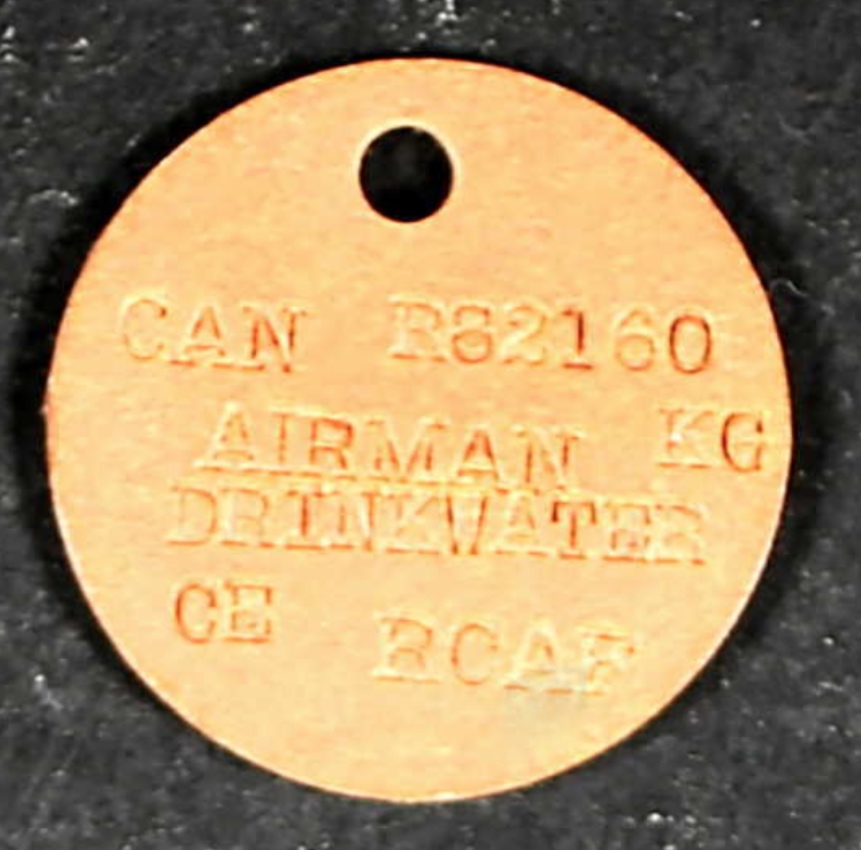 CAN R82160
AIRMAN KG
DRINKWATER
CE RCAF